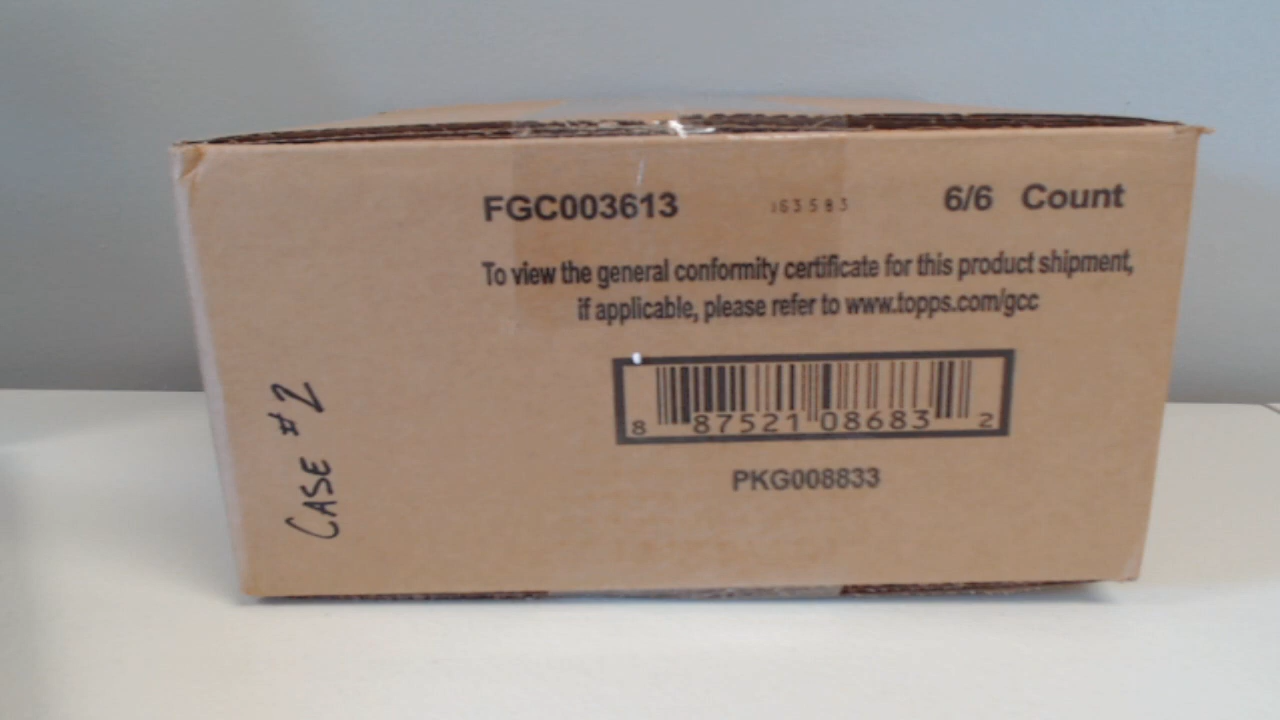 FGC003613 163583 6/6 Count
To view the general conformity certificate for this product shipment,
if applicable, please refer to www.topps.com/gcc
8 87521 08683 2
PKG008833
CASE #2